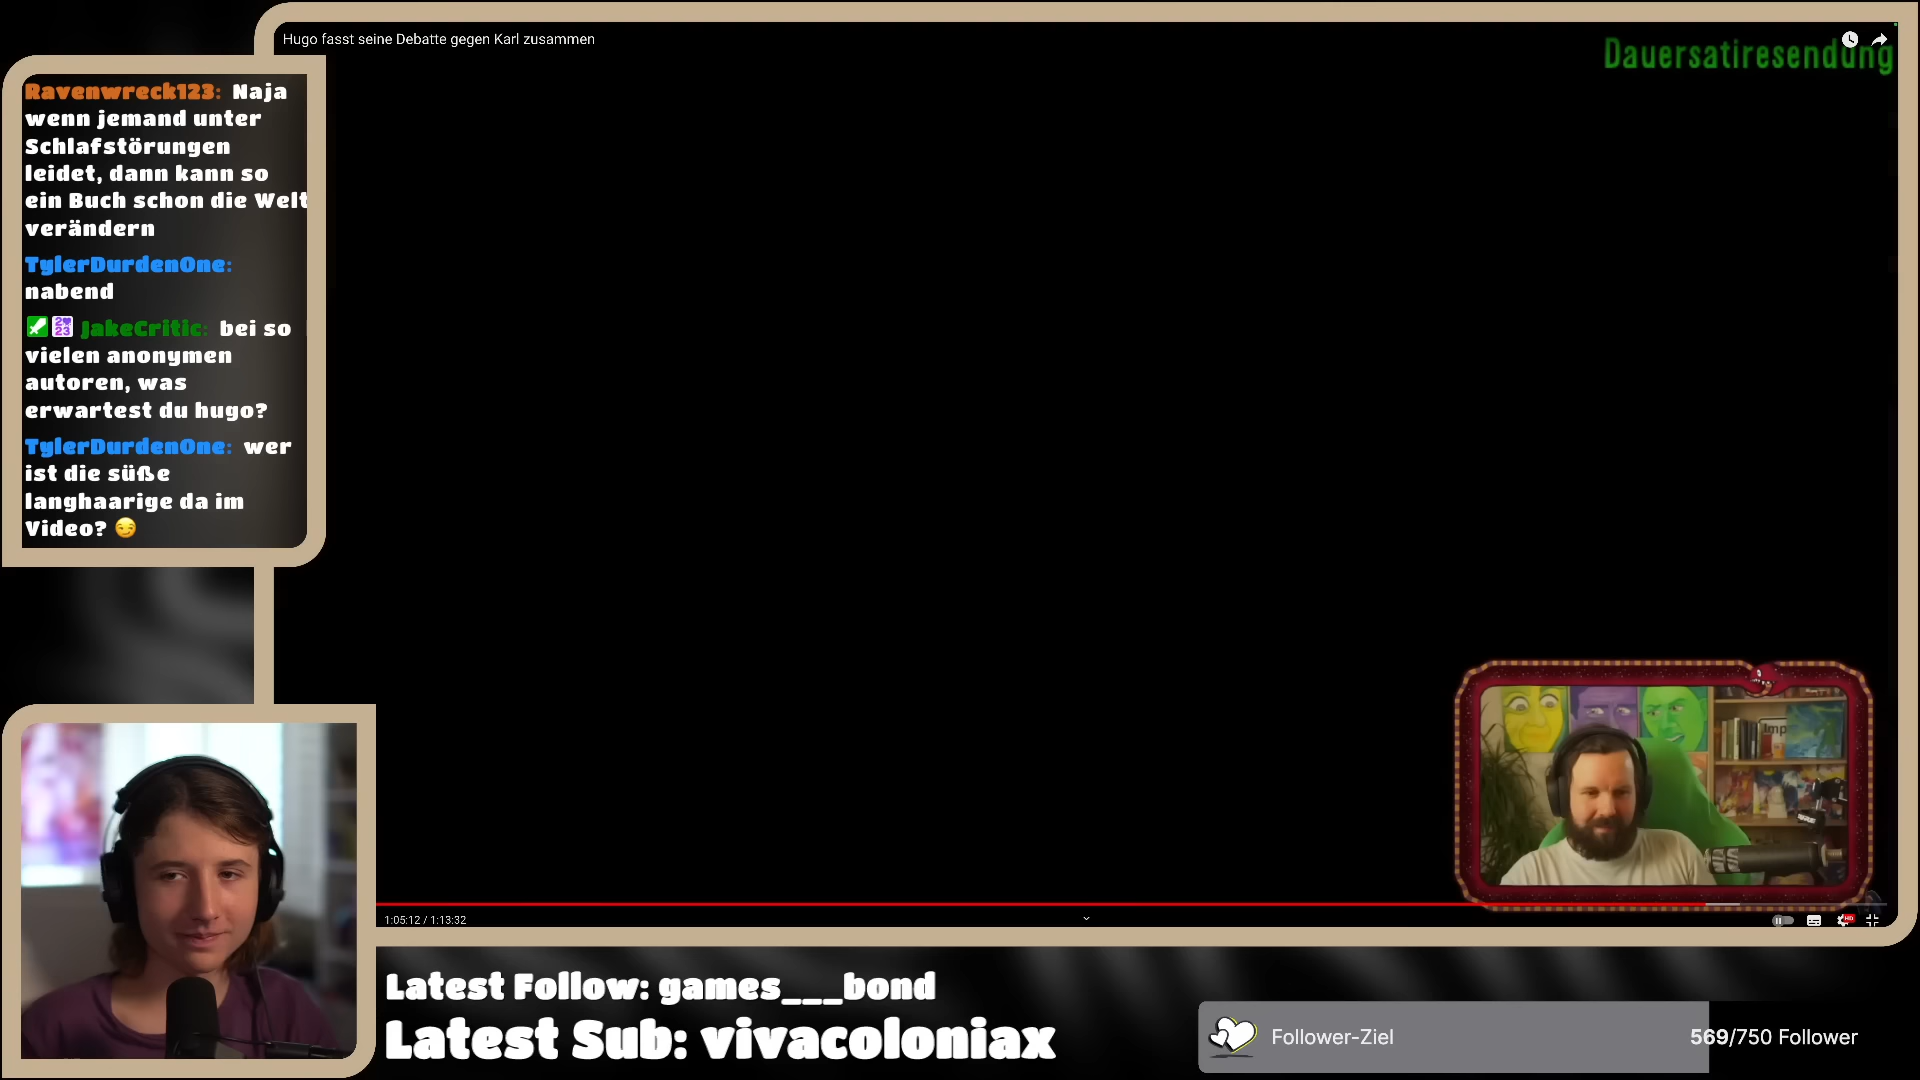 Hugo fasst seine Debatte gegen Karl zusammen
Dauersatiresendung
Ravenwreck123: Naja
wenn jemand unter
Schlafstörungen
leidet, dann kann so
ein Buch schon die Welt
verändern
TylerDurdenOne:
nabend
JakeCritic: bei so
vielen anonymen
autoren, was
erwartest du hugo?
TylerDurdenOne: wer
ist die süße
langhaarige da im
Video? 😏
1:05:12 / 1:13:32
HD
Latest Follow: games___bond
Latest Sub: vivacoloniax
Follower-Ziel
569/750 Follower